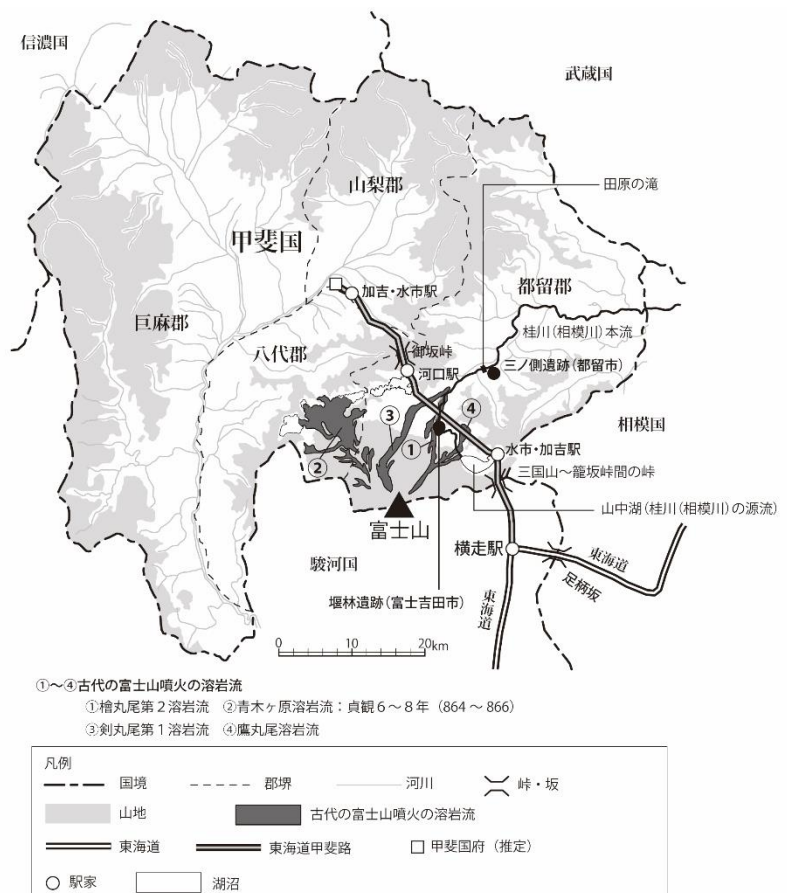 信濃国
武蔵国
山梨郡
田原の滝
甲斐国
加吉・水市駅
都留郡
巨麻郡
八代郡
桂川(相模川)本流
御坂峠
河口駅
三ノ側遺跡(都留市)
③
④
相模国
①
水市・加吉駅
②
三国山~籠坂峠間の峠
山中湖(桂川(相模川)の源流)
富士山
駿河国
横走駅
東海道
足柄坂
堰林遺跡(富士吉田市)
東海道
0 10 20km
①~④古代の富士山噴火の溶岩流
①檜丸尾第2溶岩流 ②青木ヶ原溶岩流:貞観6~8年(864~866)
③剣丸尾第1溶岩流 ④鷹丸尾溶岩流
凡例
国境 郡堺 河川 峠・坂
山地 古代の富士山噴火の溶岩流
東海道 東海道甲斐路 甲斐国府(推定)
駅家 湖沼